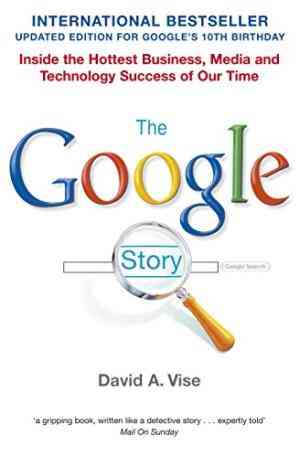 INTERNATIONAL BESTSELLER
UPDATED EDITION FOR GOOGLE'S 10TH BIRTHDAY
Inside the Hottest Business, Media and
Technology Success of Our Time
The
Google
Story
Google Search
David A. Vise
'a gripping book, written like a detective story . . . expertly told'
Mail On Sunday